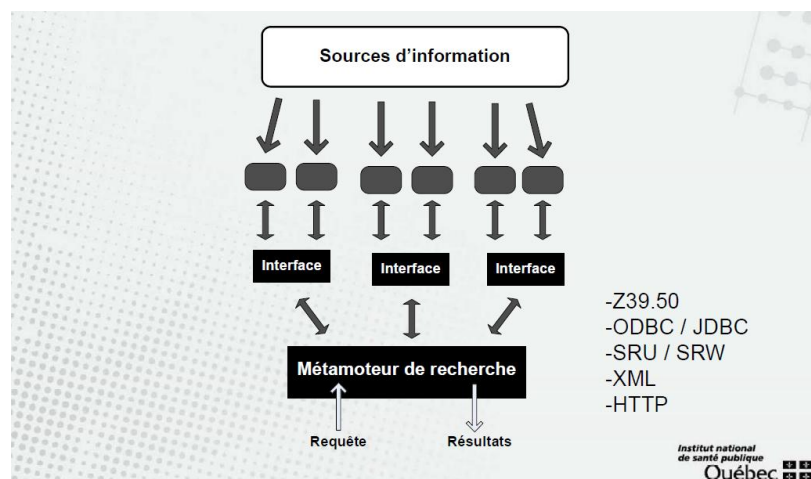 Sources d'information
Interface
Interface
Interface
Métamoteur de recherche
Requête
Résultats
-Z39.50
-ODBC / JDBC
-SRU / SRW
-XML
-HTTP
Institut national
de santé publique
Québec